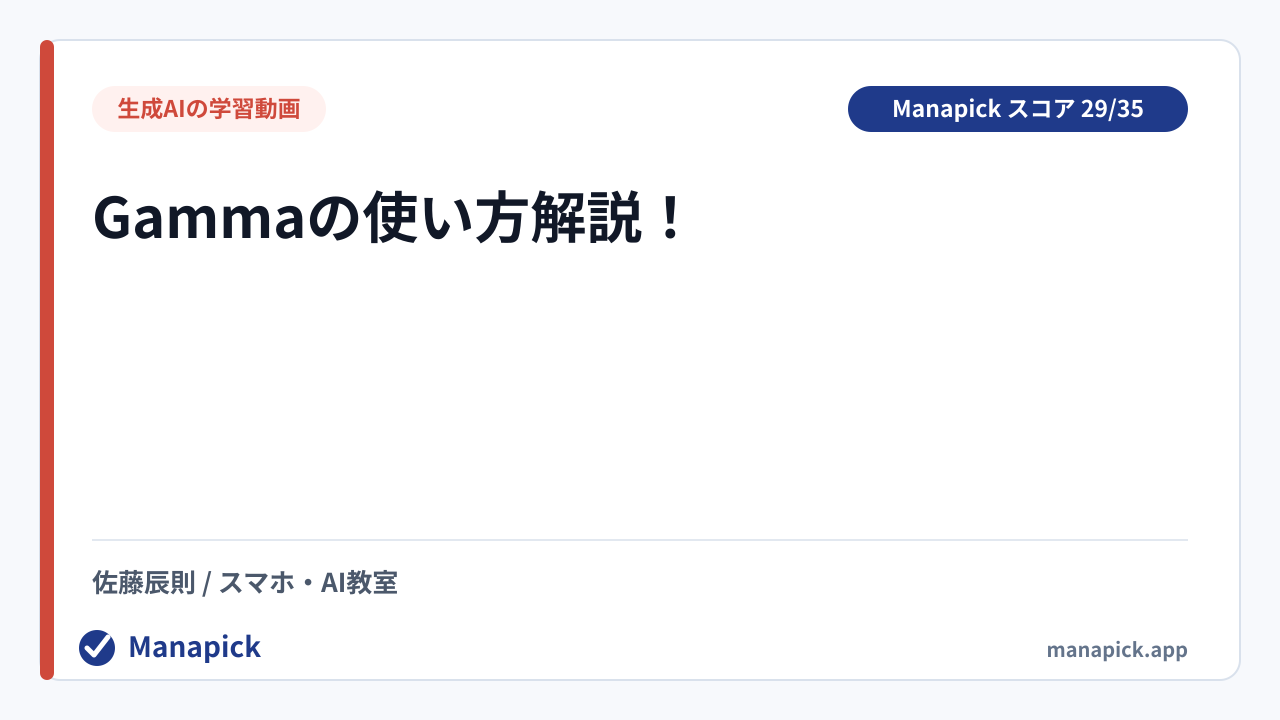 生成AIの学習動画
Manapick スコア 29/35
Gammaの使い方解説！
佐藤辰則 / スマホ・AI教室
Manapick
manapick.app